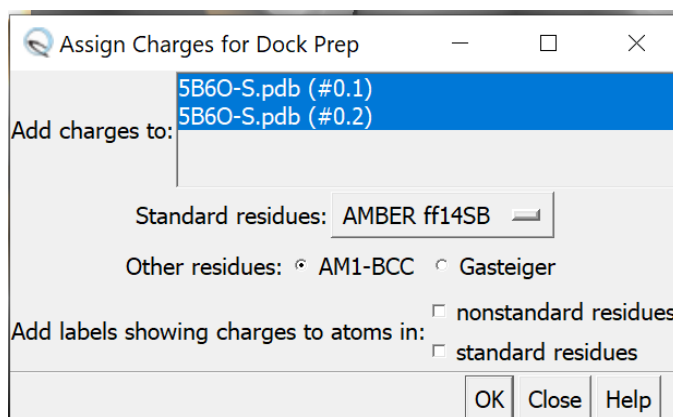 Assign Charges for Dock Prep
5B6O-S.pdb (#0.1)
5B6O-S.pdb (#0.2)
Add charges to:
Standard residues: AMBER ff14SB
Other residues: AM1-BCC Gasteiger
Add labels showing charges to atoms in:
nonstandard residues
standard residues
OK Close Help